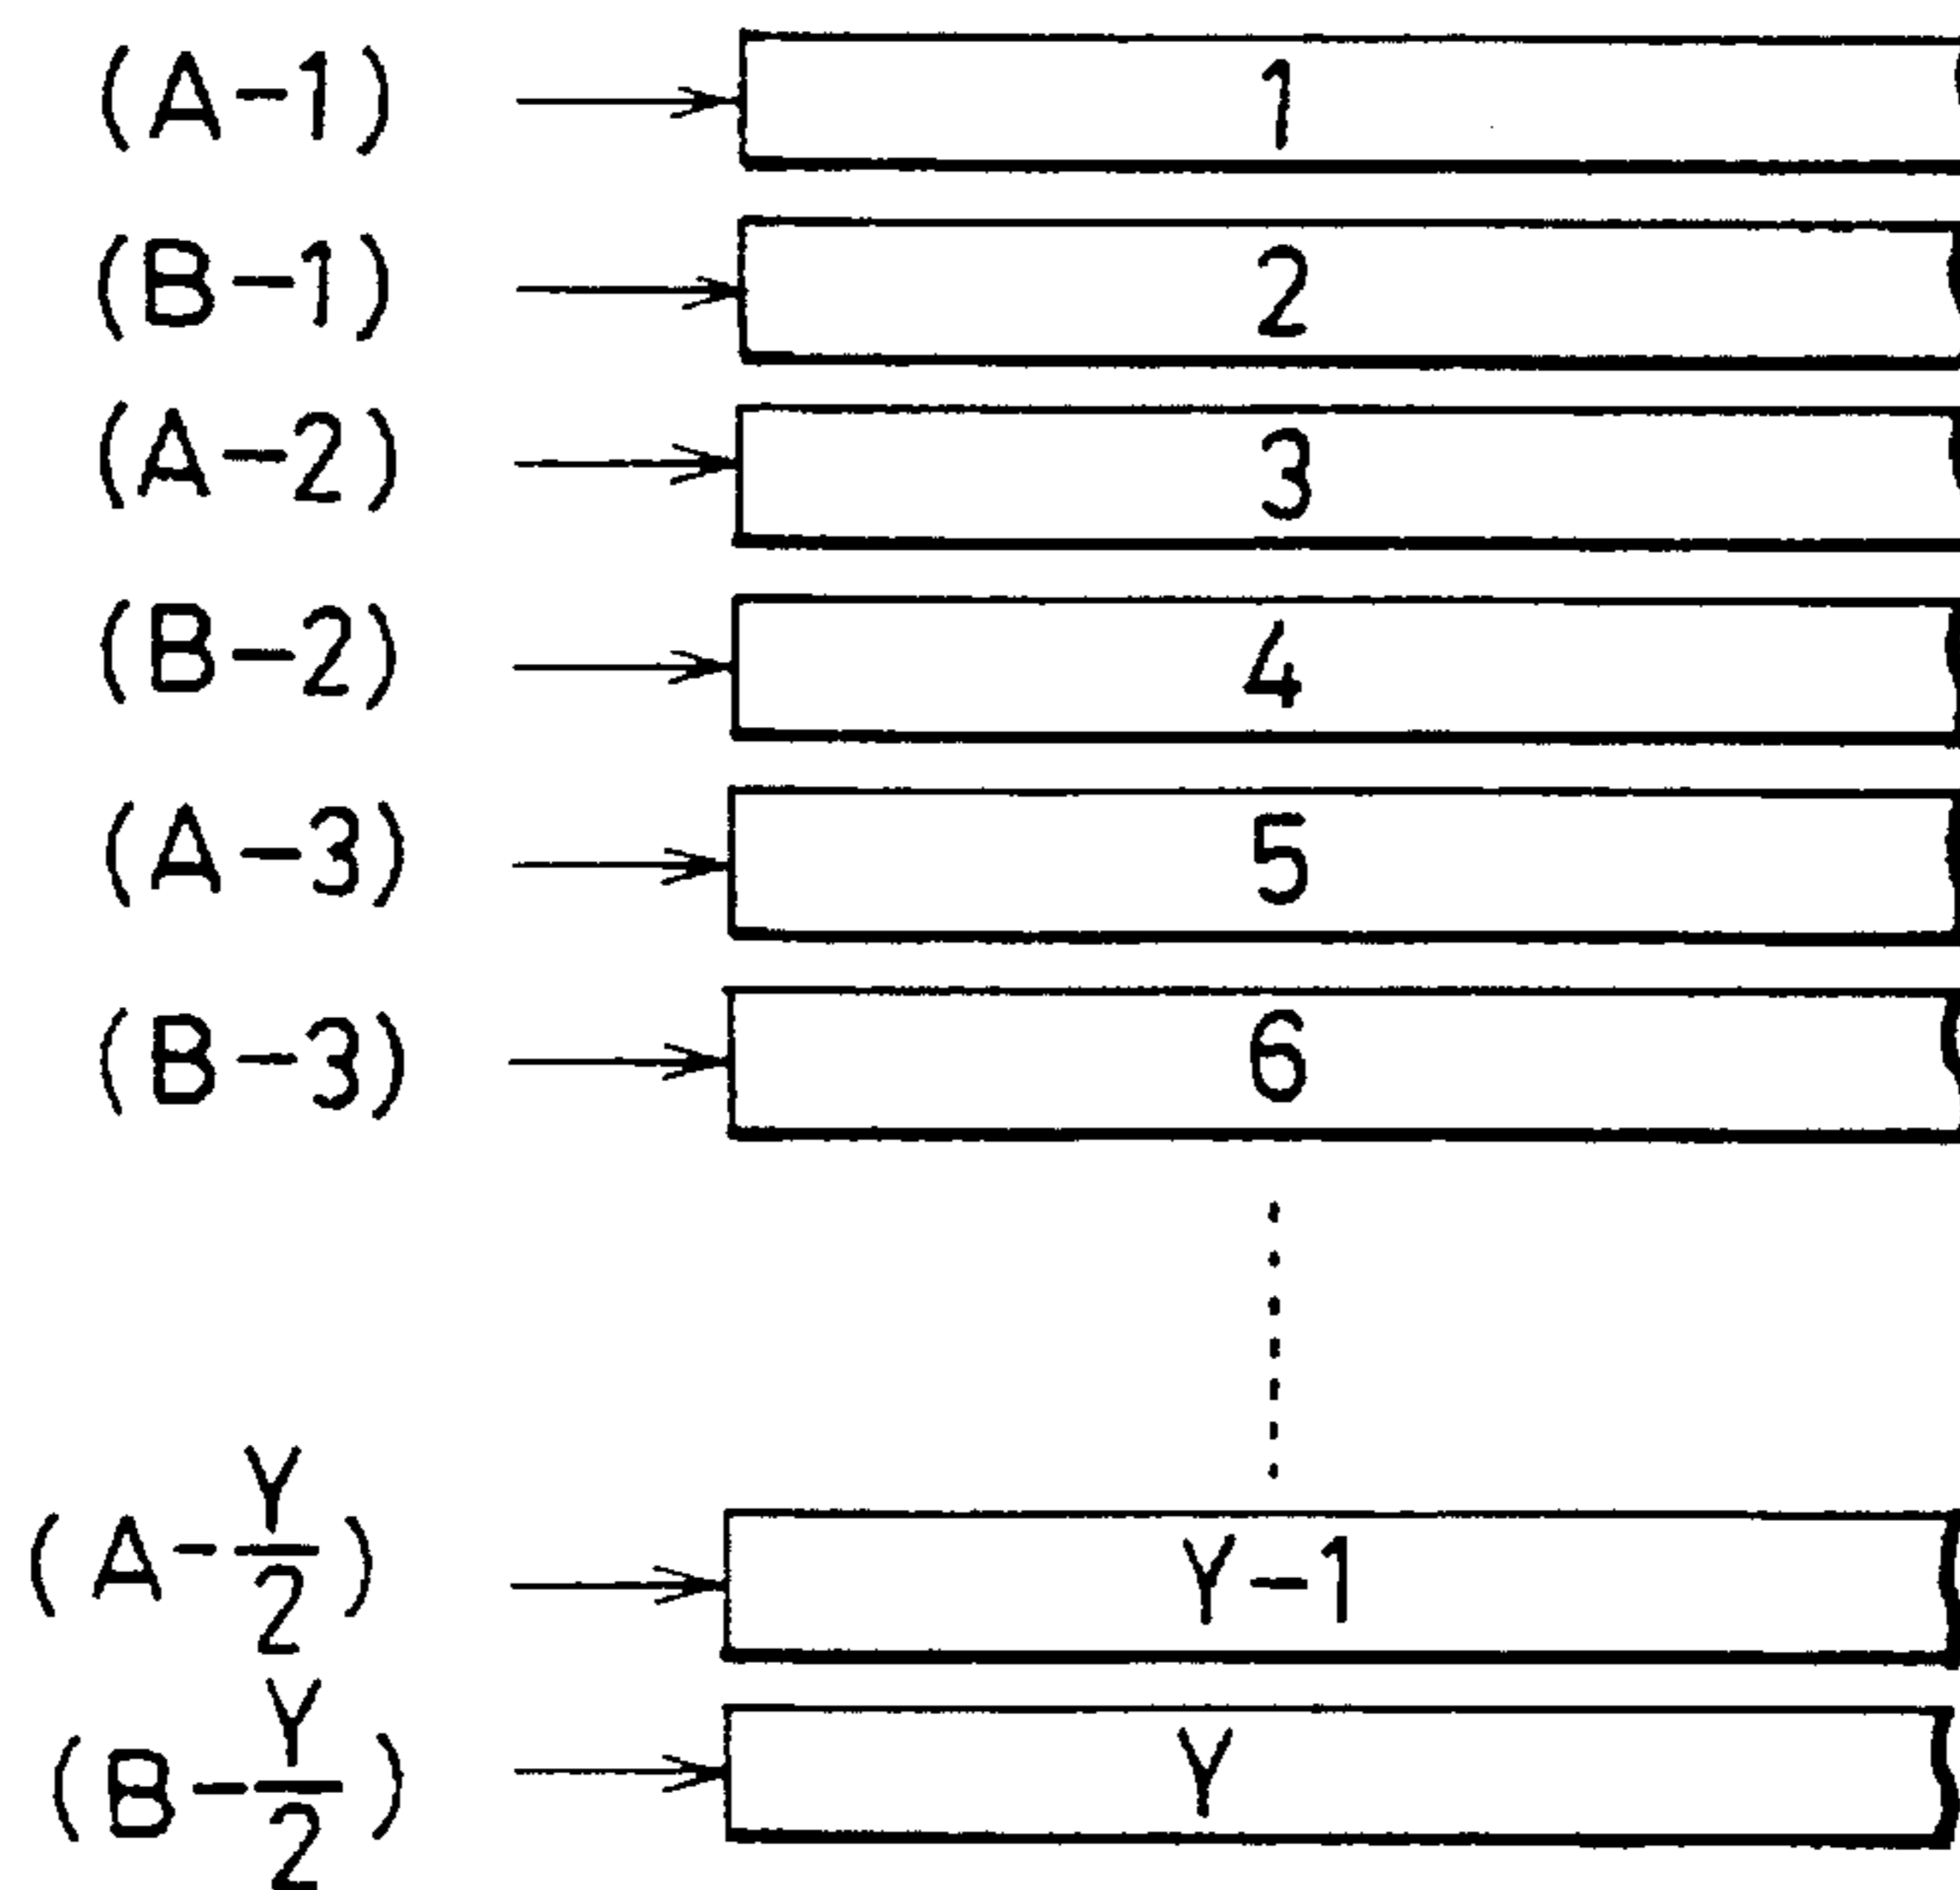 (A-1) 1
(B-1) 2
(A-2) 3
(B-2) 4
(A-3) 5
(B-3) 6
(A-Y/2) Y-1
(B-Y/2) Y